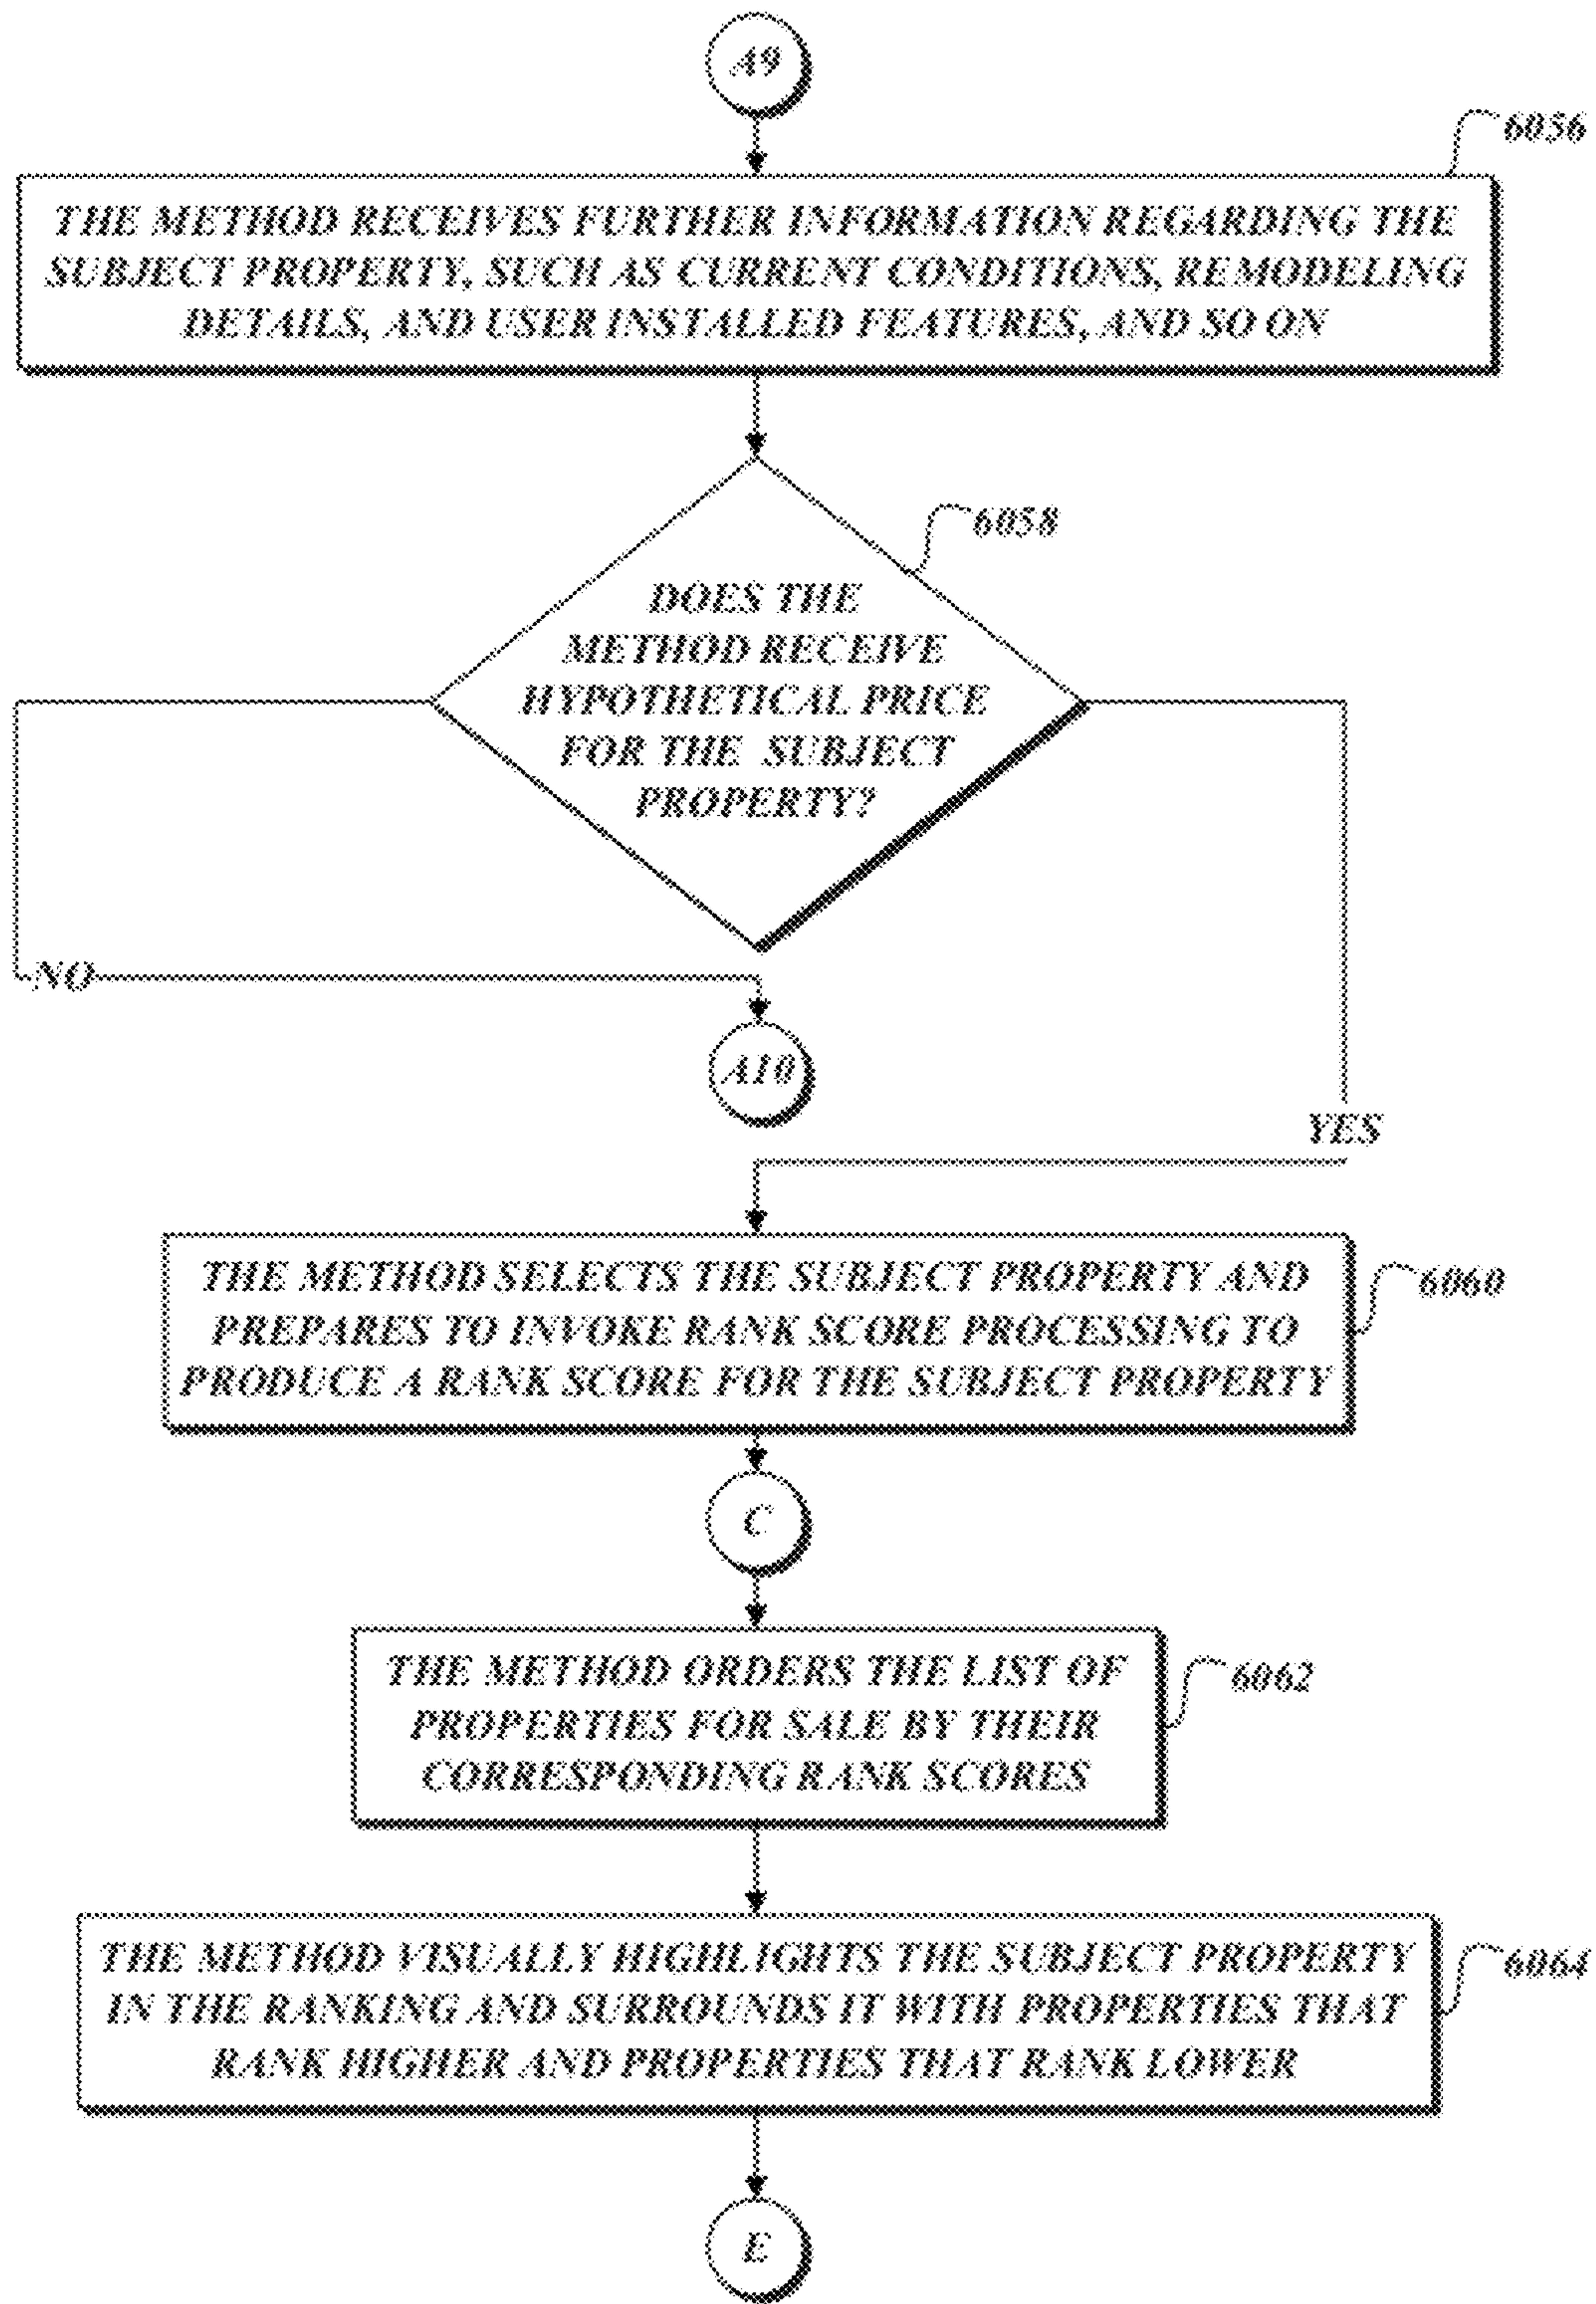 A9
6056
THE METHOD RECEIVES FURTHER INFORMATION REGARDING THE
SUBJECT PROPERTY, SUCH AS CURRENT CONDITIONS, REMODELING
DETAILS, AND USER INSTALLED FEATURES, AND SO ON
6058
DOES THE
METHOD RECEIVE
HYPOTHETICAL PRICE
FOR THE SUBJECT
PROPERTY?
NO
A10
YES
THE METHOD SELECTS THE SUBJECT PROPERTY AND
PREPARES TO INVOKE RANK SCORE PROCESSING TO
PRODUCE A RANK SCORE FOR THE SUBJECT PROPERTY
6060
C
THE METHOD ORDERS THE LIST OF
PROPERTIES FOR SALE BY THEIR
CORRESPONDING RANK SCORES
6062
THE METHOD VISUALLY HIGHLIGHTS THE SUBJECT PROPERTY
IN THE RANKING AND SURROUNDS IT WITH PROPERTIES THAT
RANK HIGHER AND PROPERTIES THAT RANK LOWER
6064
E